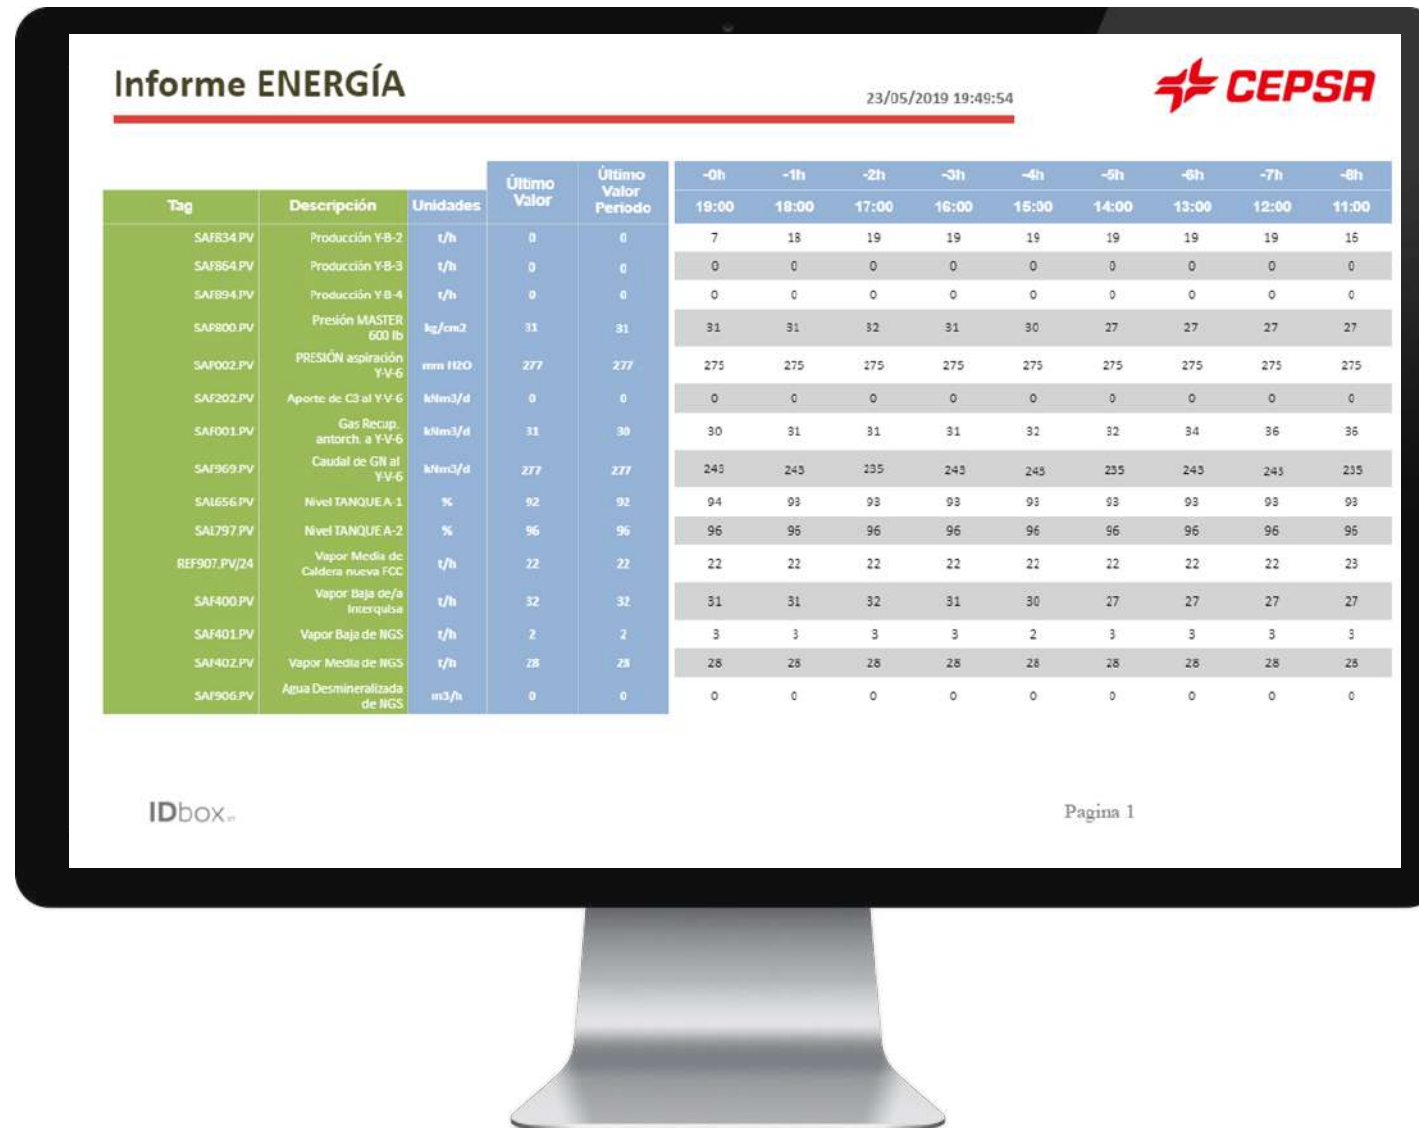 Informe ENERGÍA
23/05/2019 19:49:54
CEPSA
Último Valor Último Valor Periodo -0h -1h -2h -3h -4h -5h -6h -7h -8h
Tag Descripción Unidades 19:00 18:00 17:00 16:00 15:00 14:00 13:00 12:00 11:00
SAF834.PV Producción Y-B-2 t/h 0 0 7 18 19 19 19 19 19 19
SAF864.PV Producción Y-B-3 t/h 0 0 0 0 0 0 0 0 0 0 0
SAF894.PV Producción Y-B-4 t/h 0 0 0 0 0 0 0 0 0 0 0
SAP800.PV Presión MASTER 600 lb kg/cm2 31 31 31 31 32 31 30 27 27 27 27
SAP002.PV PRESIÓN aspiración Y-V-6 mm H2O 277 277 275 275 275 275 275 275 275 275 275
SAF202.PV Aporte de C3 al Y-V-6 kNm3/d 0 0 0 0 0 0 0 0 0 0 0
SAF001.PV Gas Recup. antorch. a Y-V-6 kNm3/d 31 30 30 31 31 31 32 32 34 36 36
SAF969.PV Caudal de GN al Y-V-6 kNm3/d 277 277 243 243 235 243 243 235 243 243 235
SAL656.PV Nivel TANQUE A-1 % 92 92 94 93 93 93 93 93 93 93 93
SAL797.PV Nivel TANQUE A-2 % 96 96 96 96 96 96 96 96 96 96 96
REF907.PV/24 Vapor Media de Caldera nueva FCC t/h 22 22 22 22 22 22 22 22 22 22 23
SAF400.PV Vapor Baja de/a Interquisa t/h 32 32 31 31 32 31 30 27 27 27 27
SAF401.PV Vapor Baja de NGS t/h 2 2 3 3 3 3 2 3 3 3 3
SAF402.PV Vapor Media de NGS t/h 28 28 28 28 28 28 28 28 28 28 28
SAF906.PV Agua Desmineralizada de NGS m3/h 0 0 0 0 0 0 0 0 0 0 0
IDbox
Pagina 1